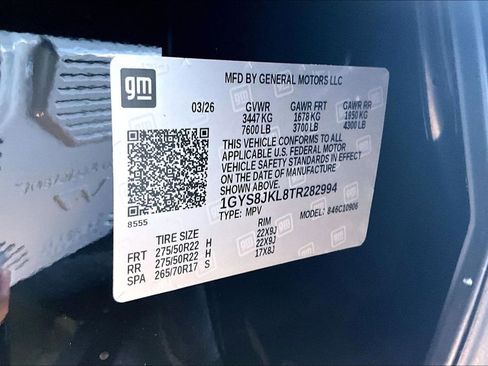 gm
MFD BY GENERAL MOTORS LLC
03/26 GVWR GAWR FRT GAWR RR
3447 KG 1678 KG 1950 KG
7600 LB 3700 LB 4300 LB
THIS VEHICLE CONFORMS TO ALL
APPLICABLE U.S. FEDERAL MOTOR
VEHICLE SAFETY STANDARDS IN EFFECT
ON THE DATE OF MANUFACTURE
SHOWN ABOVE.
1GYS8JKL8TR282994
8555 TYPE: MPV MODEL: 846C10906
TIRE SIZE RIM
FRT 275/50R22 H 22X9J
RR 275/50R22 H 22X9J
SPA 265/70R17 S 17X8J